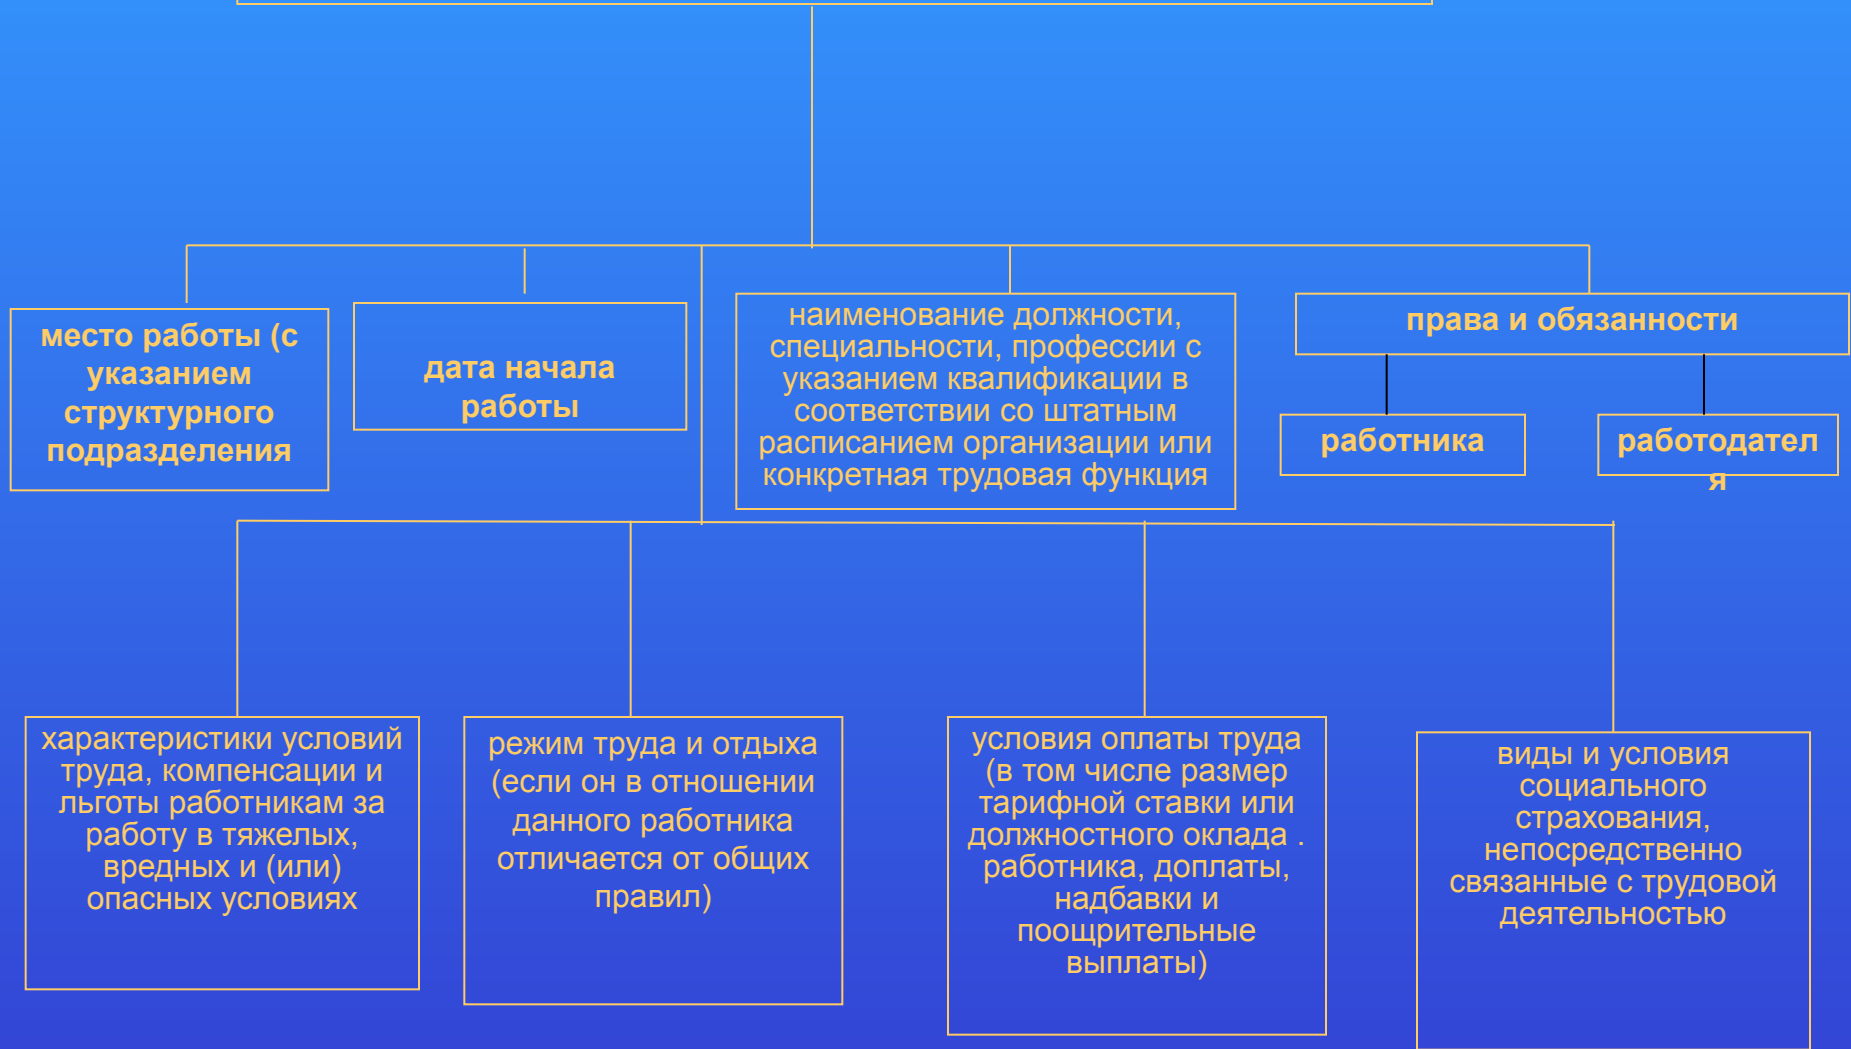 место работы (с
указанием
структурного
подразделения
дата начала
работы
наименование должности,
специальности, профессии с
указанием квалификации в
соответствии со штатным
расписанием организации или
конкретная трудовая функция
права и обязанности
работника
работодател
я
характеристики условий
труда, компенсации и
льготы работникам за
работу в тяжелых,
вредных и (или)
опасных условиях
режим труда и отдыха
(если он в отношении
данного работника
отличается от общих
правил)
условия оплаты труда
(в том числе размер
тарифной ставки или
должностного оклада .
работника, доплаты,
надбавки и
поощрительные
выплаты)
виды и условия
социального
страхования,
непосредственно
связанные с трудовой
деятельностью